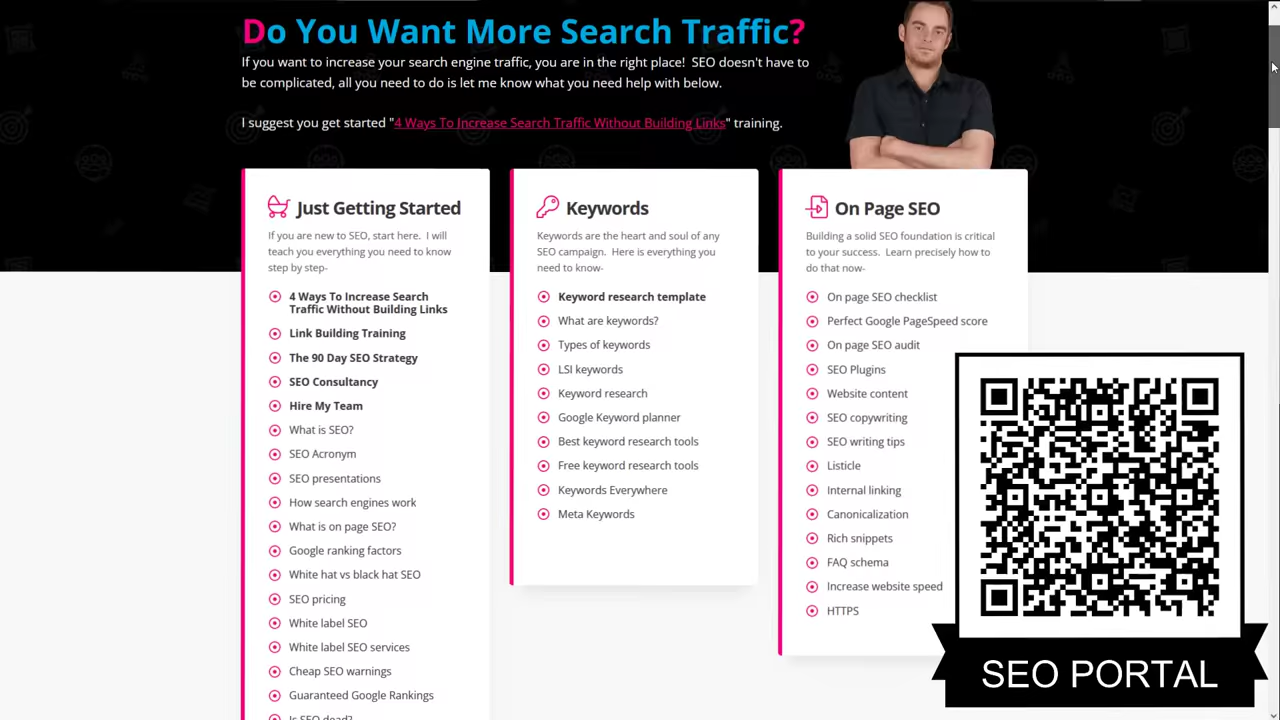 Do You Want More Search Traffic?
If you want to increase your search engine traffic, you are in the right place!  SEO doesn't have to
be complicated, all you need to do is let me know what you need help with below.
I suggest you get started "4 Ways To Increase Search Traffic Without Building Links" training.
Just Getting Started
If you are new to SEO, start here.  I will
teach you everything you need to know
step by step-
4 Ways To Increase Search
Traffic Without Building Links
Link Building Training
The 90 Day SEO Strategy
SEO Consultancy
Hire My Team
What is SEO?
SEO Acronym
SEO presentations
How search engines work
What is on page SEO?
Google ranking factors
White hat vs black hat SEO
SEO pricing
White label SEO
White label SEO services
Cheap SEO warnings
Guaranteed Google Rankings
Is SEO dead?
Keywords
Keywords are the heart and soul of any
SEO campaign.  Here is everything you
need to know-
Keyword research template
What are keywords?
Types of keywords
LSI keywords
Keyword research
Google Keyword planner
Best keyword research tools
Free keyword research tools
Keywords Everywhere
Meta Keywords
On Page SEO
Building a solid SEO foundation is critical
to your success.  Learn precisely how to
do that now-
On page SEO checklist
Perfect Google PageSpeed score
On page SEO audit
SEO Plugins
Website content
SEO copywriting
SEO writing tips
Listicle
Internal linking
Canonicalization
Rich snippets
FAQ schema
Increase website speed
HTTPS
SEO PORTAL